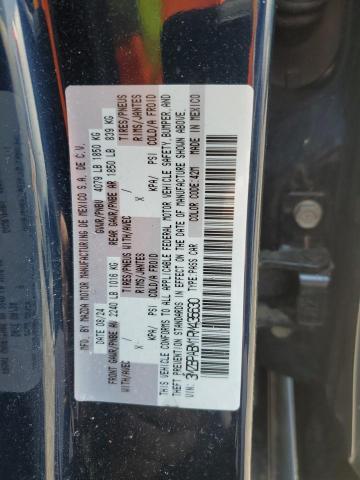 MFD. BY MAZDA MOTOR MANUFACTURING DE MEXICO S.A. DE C.V.
DATE 08/24 GVWR/PNBV 4079 LB 1850 KG
FRONT GAWR/PNBE AV 2240 LB 1016 KG REAR GAWR/PNBE AR 1850 LB 839 KG
WITH/AVEC TIRES/PNEUS WITH/AVEC TIRES/PNEUS
X RIMS/JANTES X RIMS/JANTES
KPA/ PSI COLD/A FROID KPA/ PSI COLD/A FROID
THIS VEHICLE CONFORMS TO ALL APPLICABLE FEDERAL MOTOR VEHICLE SAFETY, BUMPER, AND
THEFT PREVENTION STANDARDS IN EFFECT ON THE DATE OF MANUFACTURE SHOWN ABOVE.
TYPE: PASS CAR
COLOR CODE: 42M MADE IN MEXICO
VIN: